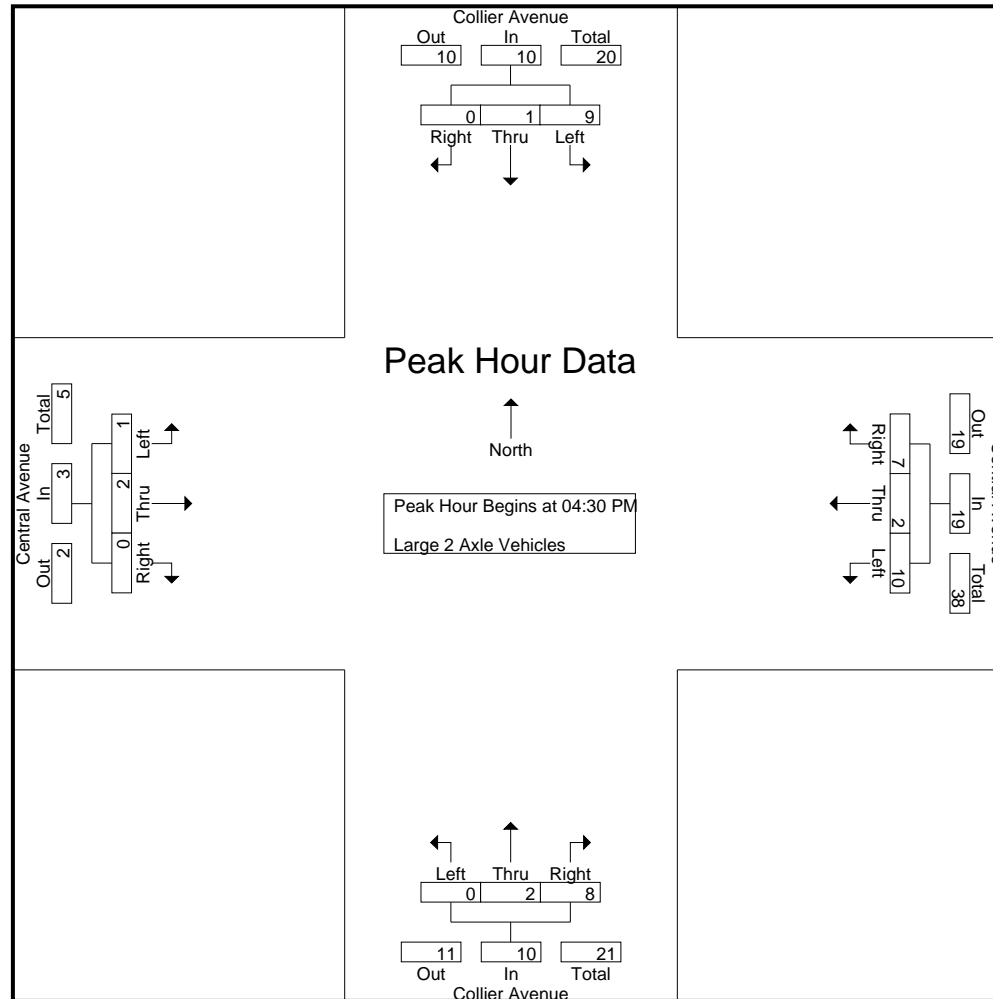 Collier Avenue
Out In Total
10 10 20
0 1 9
Right Thru Left
Peak Hour Data
North
Peak Hour Begins at 04:30 PM
Large 2 Axle Vehicles
Central Avenue
Total In Out
5 3 2
1 2 0
Left Thru Right
Right Thru Left
7 2 10
19 19 38
Out In Total
Left Thru Right
0 2 8
11 10 21
Out In Total
Collier Avenue